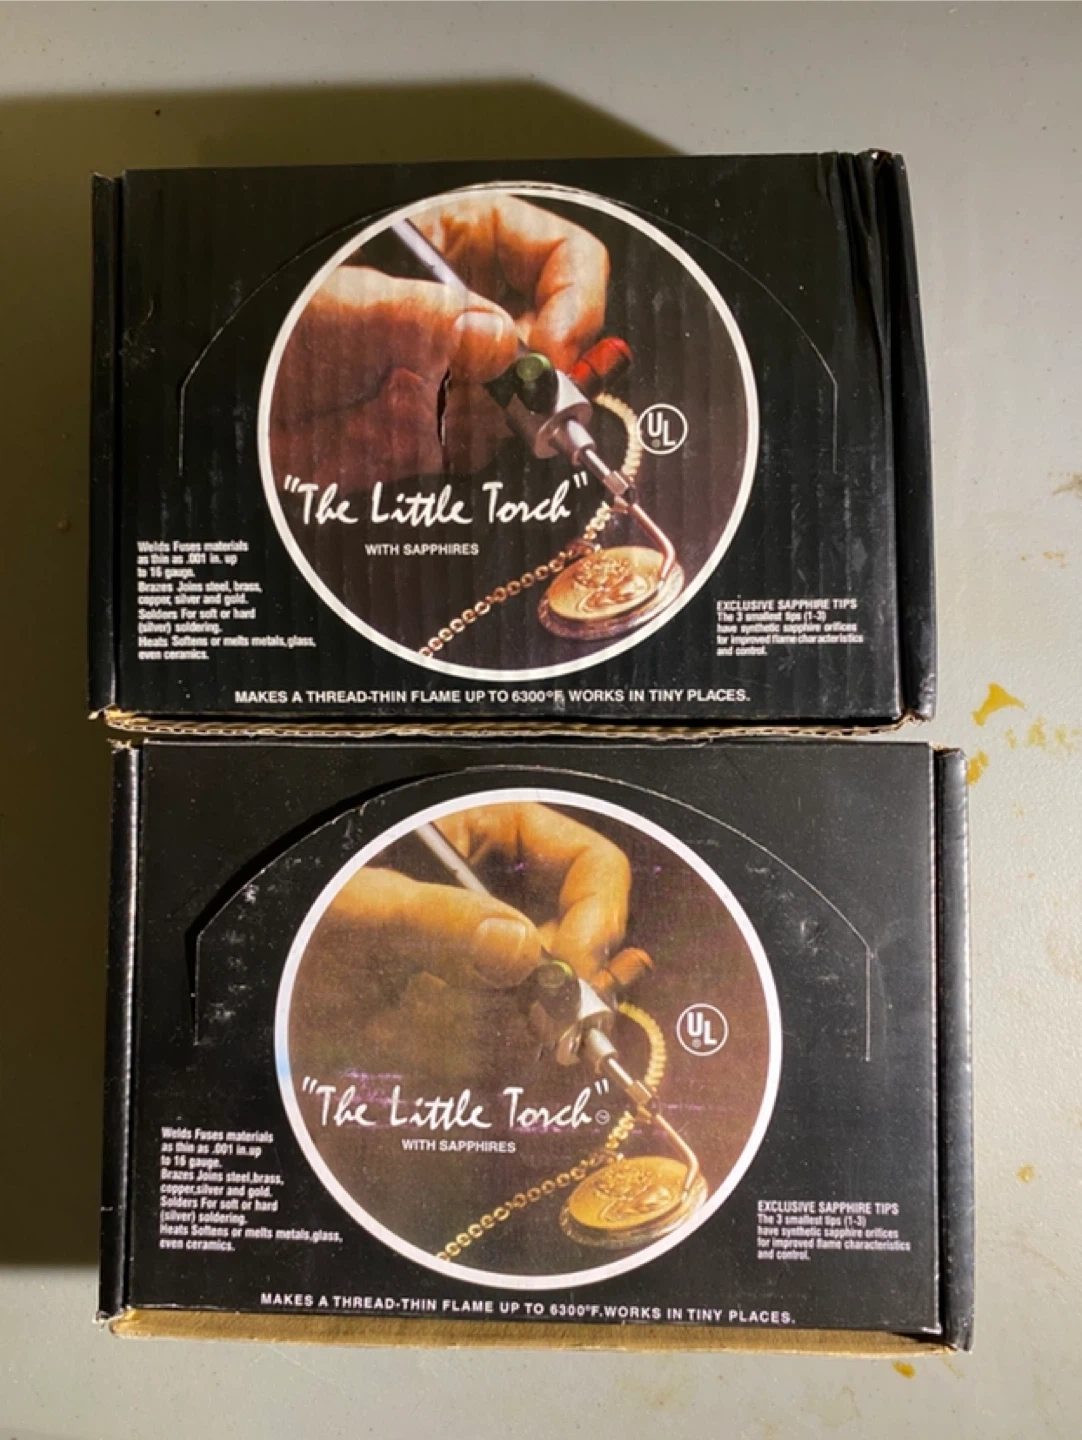 UL
®
"The Little Torch"
WITH SAPPHIRES
Welds Fuses materials
as thin as .001 in. up
to 16 gauge.
Brazes Joins steel, brass,
copper, silver and gold.
Solders For soft or hard
(silver) soldering.
Heats Softens or melts metals, glass,
even ceramics.
EXCLUSIVE SAPPHIRE TIPS
The 3 smallest tips (1-3)
have synthetic sapphire orifices
for improved flame characteristics
and control.
MAKES A THREAD-THIN FLAME UP TO 6300°F. WORKS IN TINY PLACES.
UL
®
"The Little Torch"
WITH SAPPHIRES
Welds Fuses materials
as thin as .001 in.up
to 16 gauge.
Brazes Joins steel,brass,
copper,silver and gold.
Solders For soft or hard
(silver) soldering.
Heats Softens or melts metals,glass,
even ceramics.
EXCLUSIVE SAPPHIRE TIPS
The 3 smallest tips (1-3)
have synthetic sapphire orifices
for improved flame characteristics
and control.
MAKES A THREAD-THIN FLAME UP TO 6300°F.WORKS IN TINY PLACES.